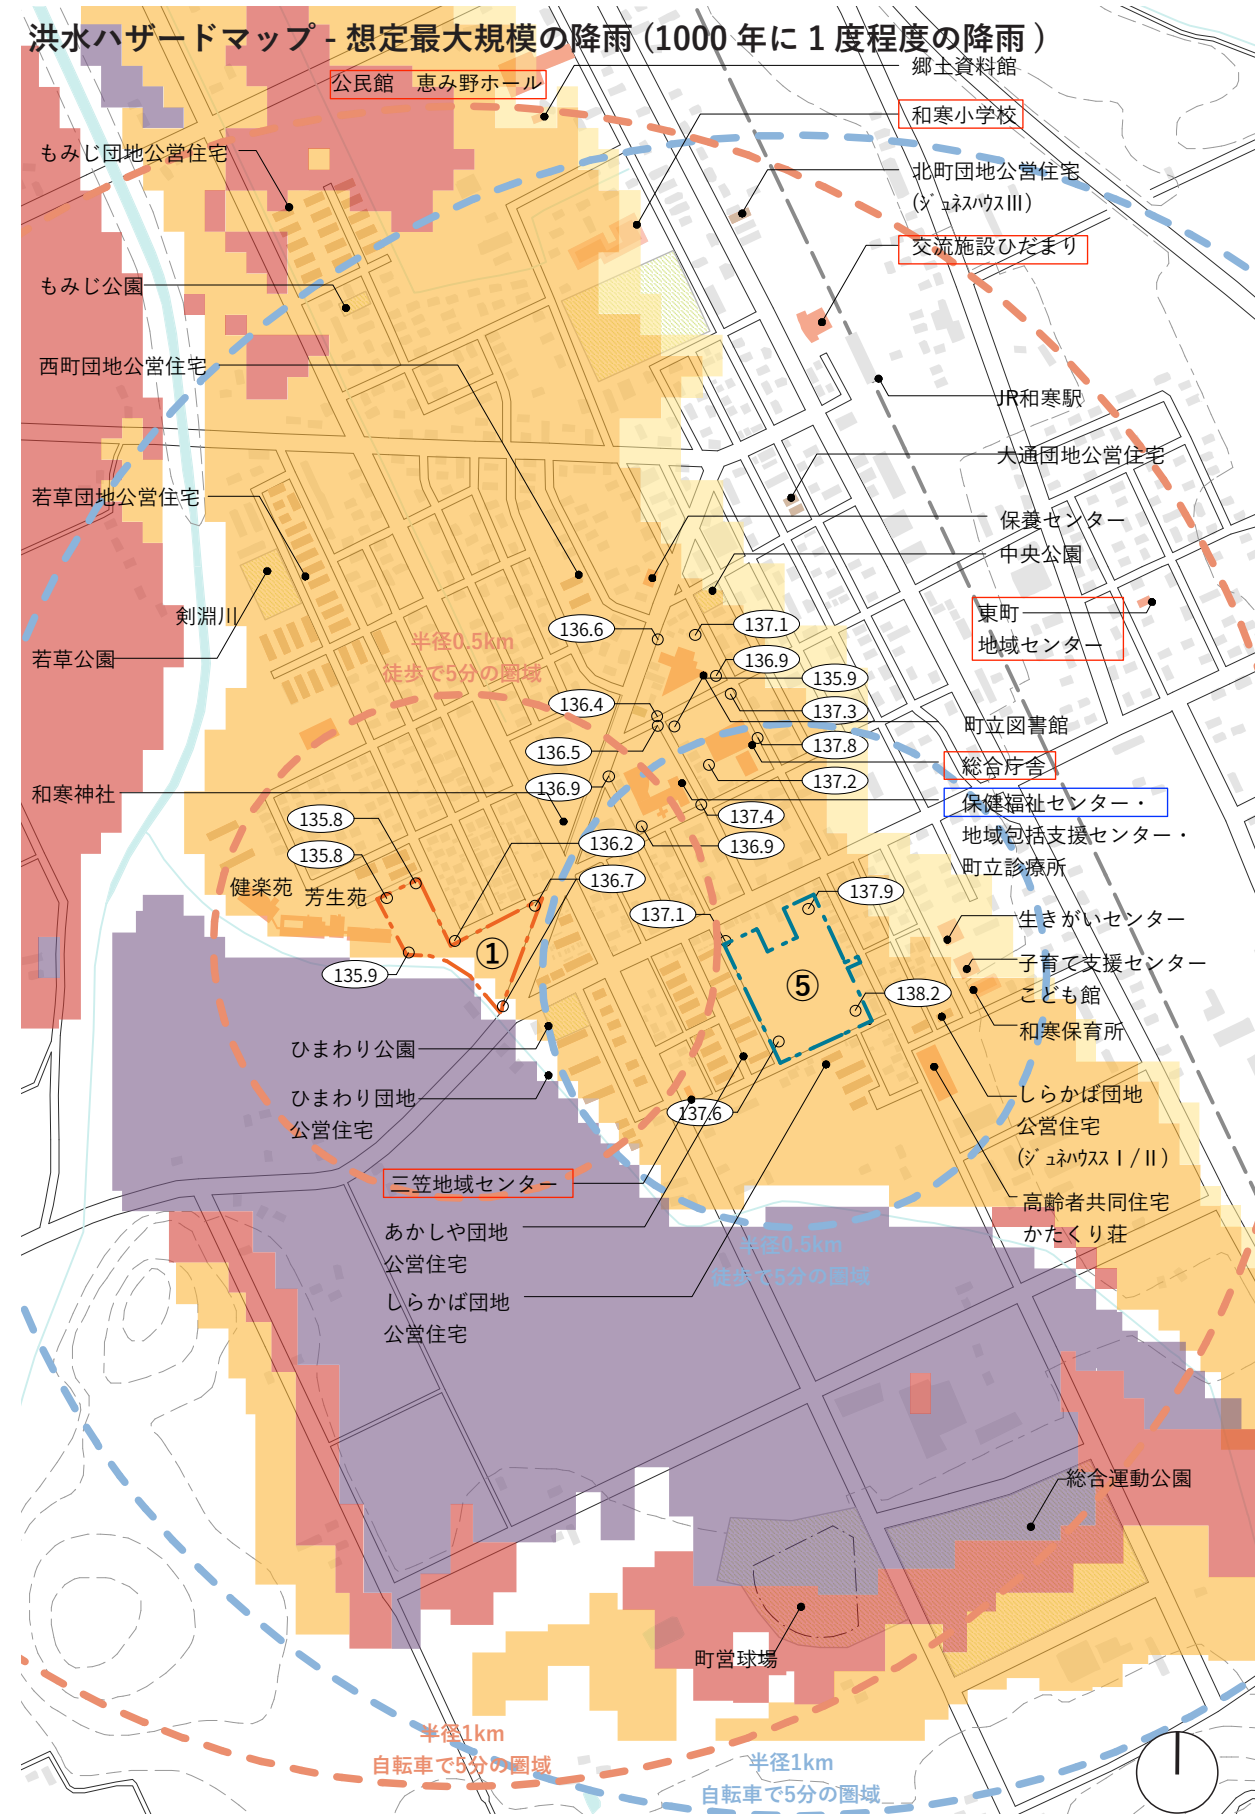 洪水ハザードマップ - 想定最大規模の降雨 (1000 年に 1 度程度の降雨 )
郷土資料館
公民館　恵み野ホール
和寒小学校
もみじ団地公営住宅
北町団地公営住宅
(ｼﾞｭﾈｽﾊｳｽⅢ)
交流施設ひだまり
もみじ公園
西町団地公営住宅
JR和寒駅
大通団地公営住宅
若草団地公営住宅
保養センター
中央公園
剣淵川
東町
地域センター
若草公園
半径0.5km
徒歩で5分の圏域
136.6
137.1
136.9
135.9
136.4
137.3
町立図書館
136.5
137.8
総合庁舎
136.9
137.2
和寒神社
保健福祉センター・
地域包括支援センター・
町立診療所
135.8
137.4
136.2
136.9
135.8
136.7
健楽苑
芳生苑
137.9
137.1
生きがいセンター
①
135.9
⑤
138.2
子育て支援センター
こども館
和寒保育所
ひまわり公園
ひまわり団地
公営住宅
137.6
しらかば団地
公営住宅
(ｼﾞｭﾈﾊｳｽｽⅠ/Ⅱ)
三笠地域センター
高齢者共同住宅
かたくり荘
あかしや団地
公営住宅
半径0.5km
徒歩で5分の圏域
しらかば団地
公営住宅
総合運動公園
町営球場
半径1km
自転車で5分の圏域
半径1km
自転車で5分の圏域